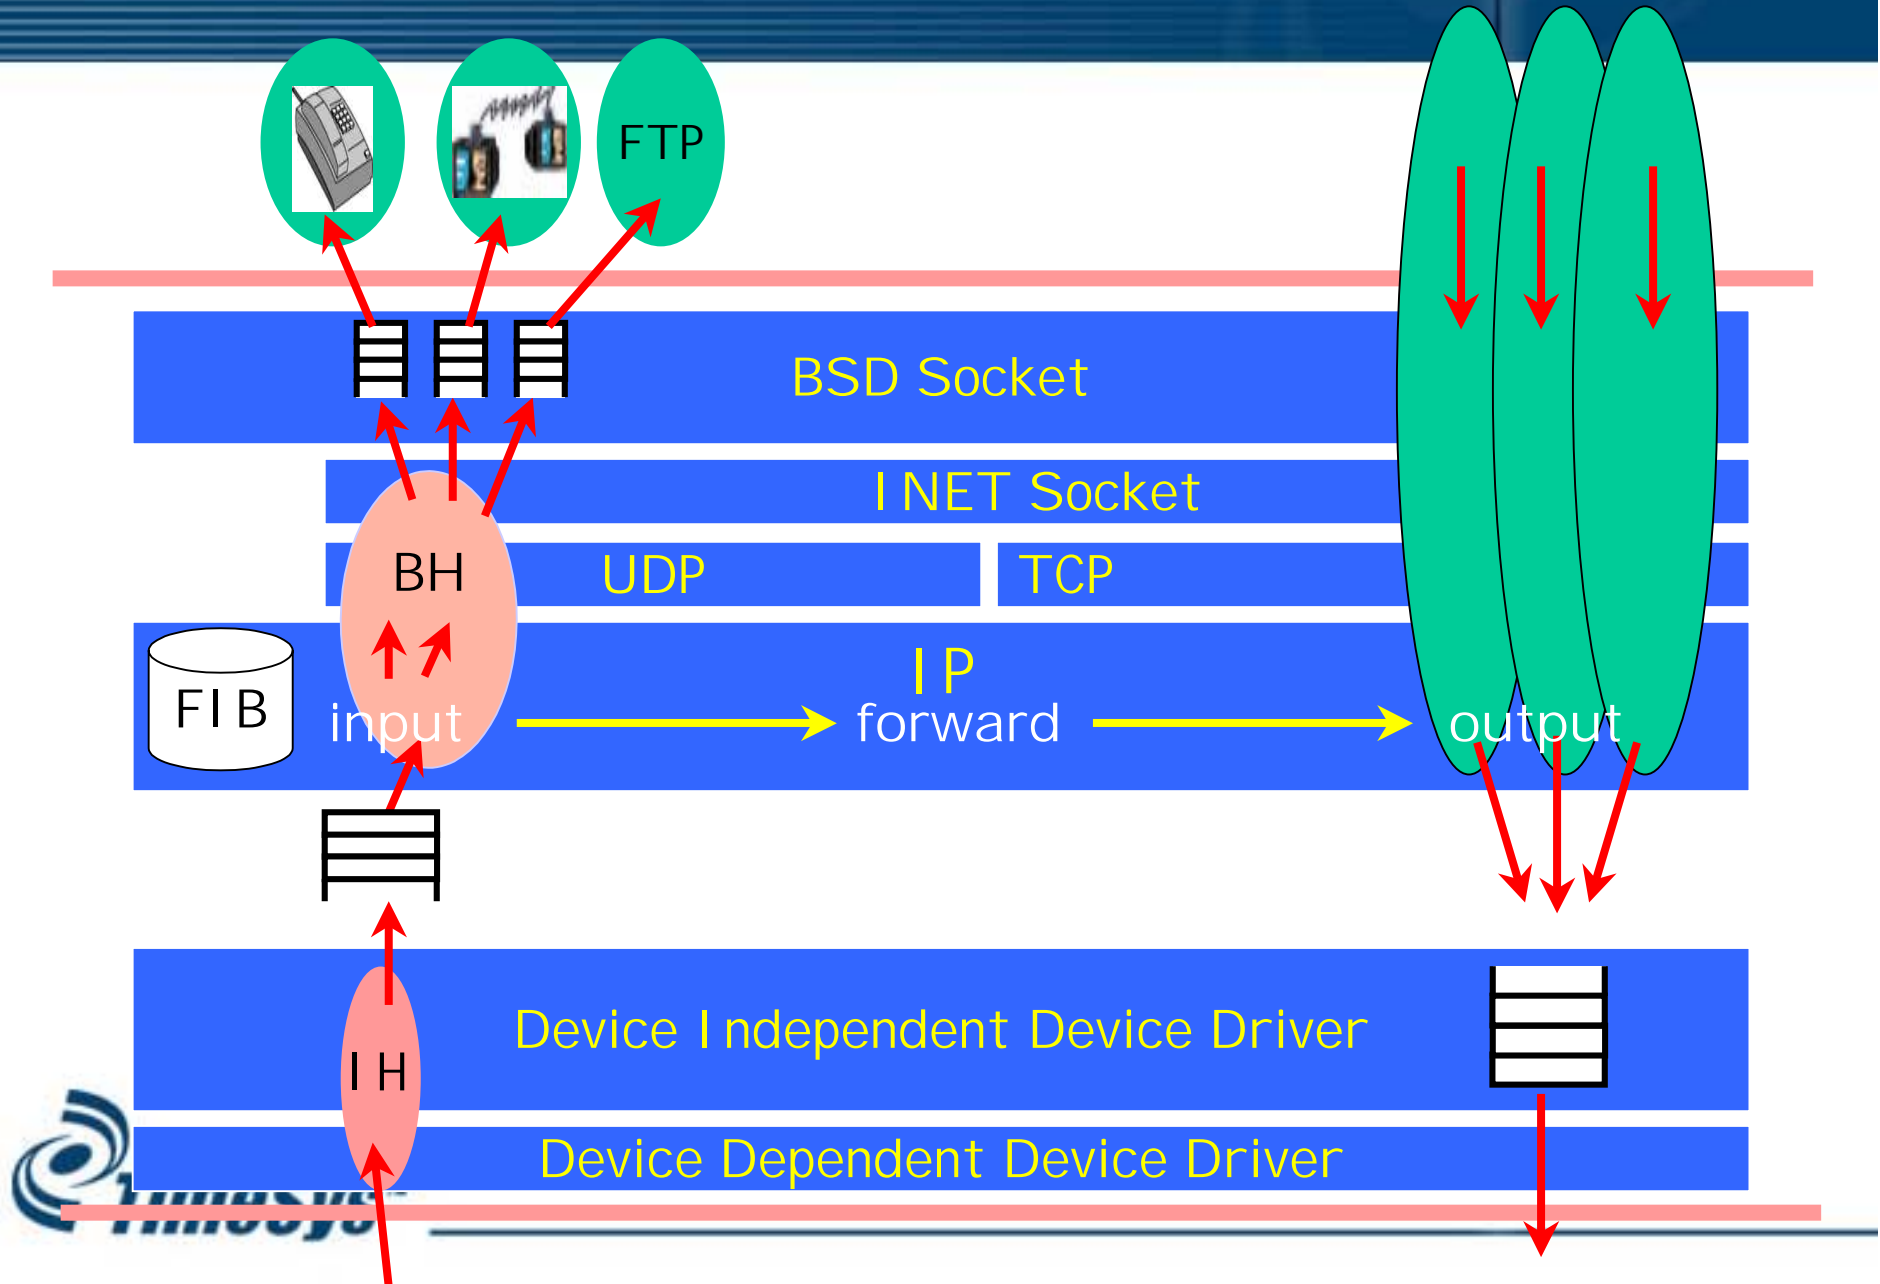 FTP
BSD Socket
INET Socket
BH
UDP
TCP
FIB
IP
input
forward
output
Device Independent Device Driver
IH
Device Dependent Device Driver
TimeSys